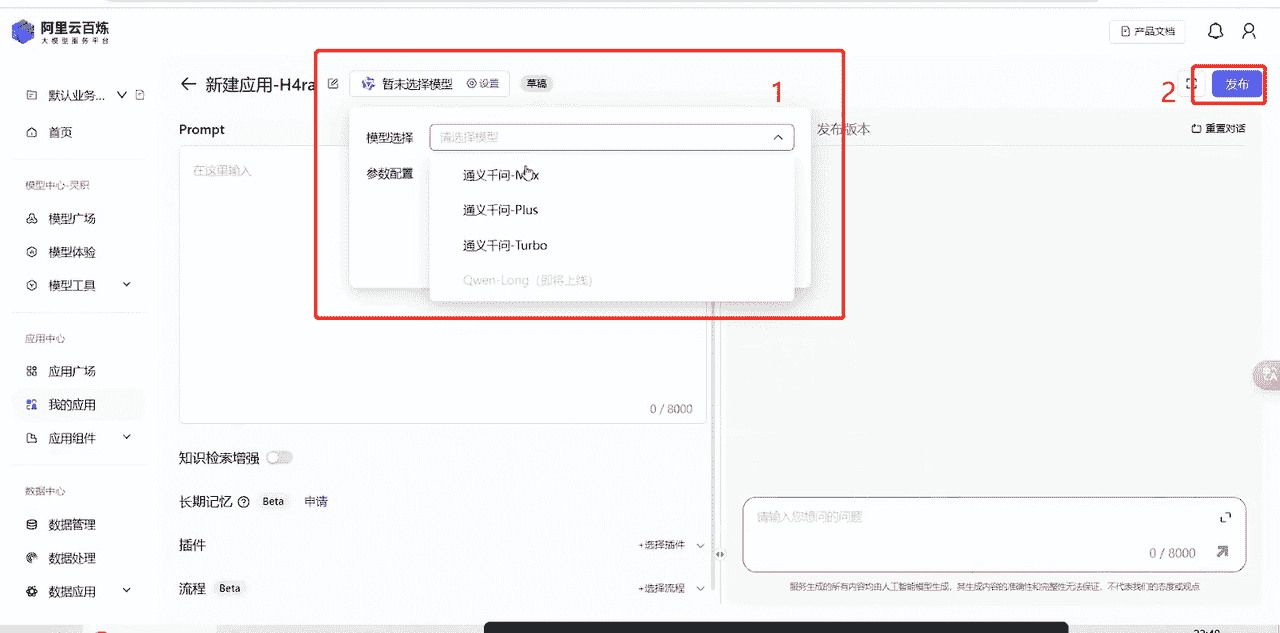 阿里云百炼
大模型服务平台
产品文档
默认业务...
首页
模型中心-灵积
模型广场
模型体验
模型工具
应用中心
应用广场
我的应用
应用组件
数据中心
数据管理
数据处理
数据应用
新建应用-H4ra
暂未选择模型
设置
草稿
1
2
发布
Prompt
在这里输入
0 / 8000
模型选择
请选择模型
参数配置
通义千问-Max
通义千问-Plus
通义千问-Turbo
Qwen-Long（即将上线）
发布版本
重置对话
知识检索增强
长期记忆
Beta
申请
插件
+选择插件
流程
Beta
+选择流程
请输入您想问的问题
0 / 8000
服务生成的所有内容均由人工智能模型生成，其生成内容的准确性和完整性无法保证，不代表我们的态度或观点